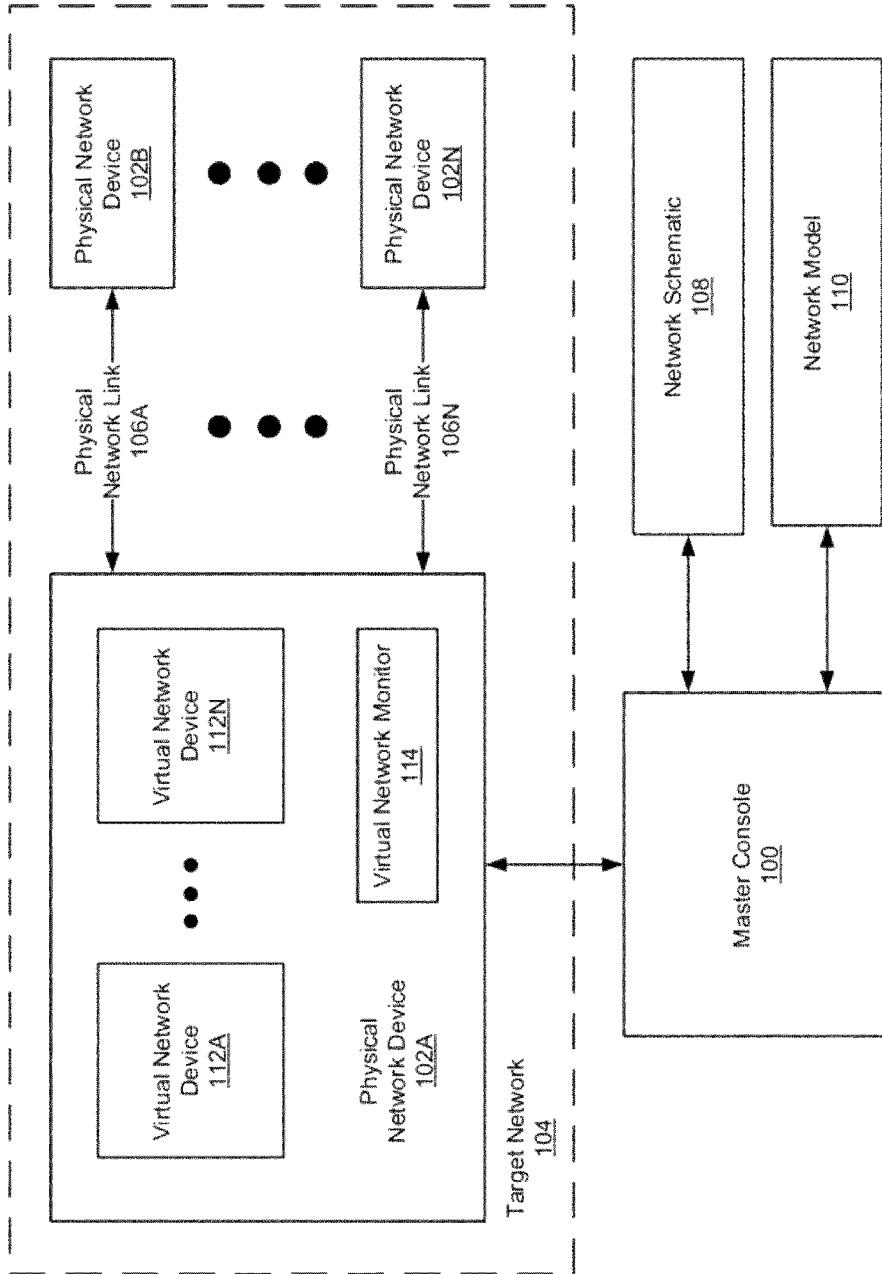 Virtual Network
Device
112A
Virtual Network
Device
112N
Physical
Network Device
102A
Virtual Network Monitor
114
Physical
Network Link
106A
Physical
Network Link
106N
Physical Network
Device
102B
Physical Network
Device
102N
Target Network
104
Master Console
100
Network Schematic
108
Network Model
110